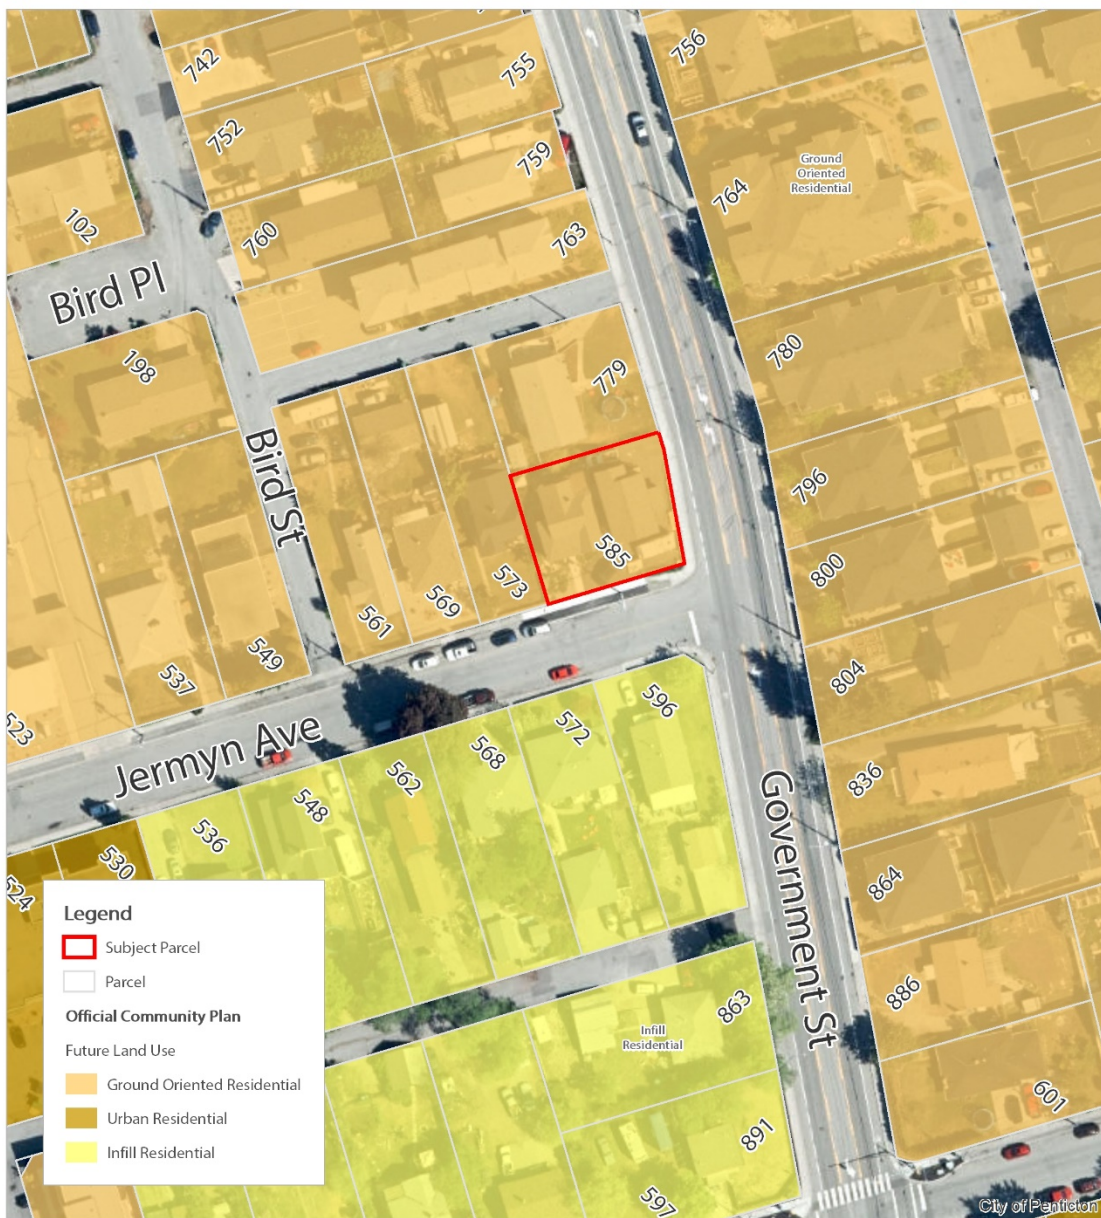 742
755
756
752
759
764
Ground
Oriented
Residential
102
760
763
Bird Pl
198
779
780
Bird St
796
585
573
569
561
800
549
537
523
804
596
572
568
562
548
536
530
524
Jermyn Ave
Government St
836
864
886
863
Infill
Residential
891
597
601
Legend
Subject Parcel
Parcel
Official Community Plan
Future Land Use
Ground Oriented Residential
Urban Residential
Infill Residential
City of Penticton